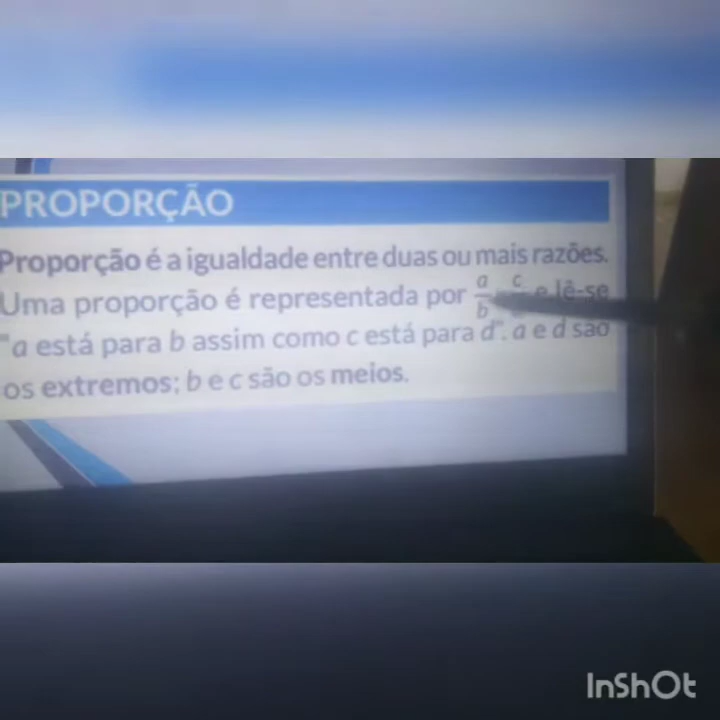 PROPORÇÃO
Proporção é a igualdade entre duas ou mais razões.
Uma proporção é representada por a/b c e lê-se
"a está para b assim como c está para d". a e d são
os extremos; b e c são os meios.
InShOt